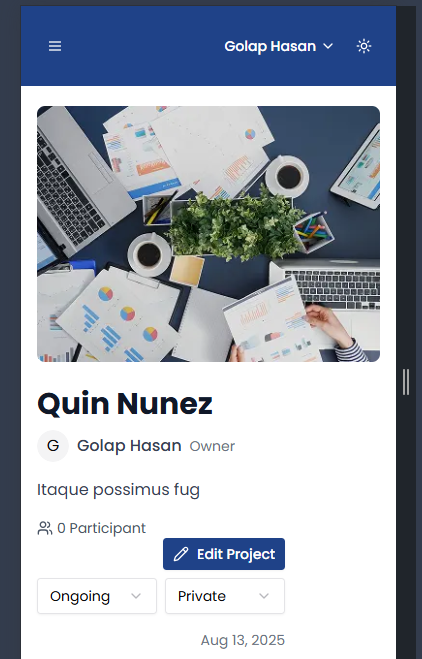 Golap Hasan
Quin Nunez
G Golap Hasan Owner
Itaque possimus fug
0 Participant
Edit Project
Ongoing Private
Aug 13, 2025